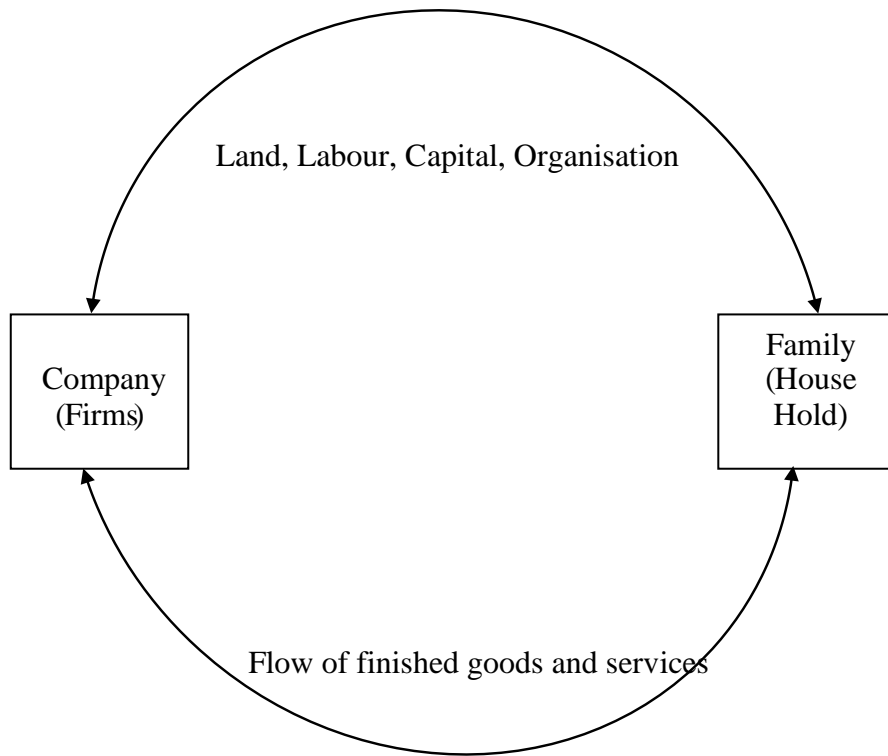 Land, Labour, Capital, Organisation
Company
(Firms)
Family
(House
Hold)
Flow of finished goods and services